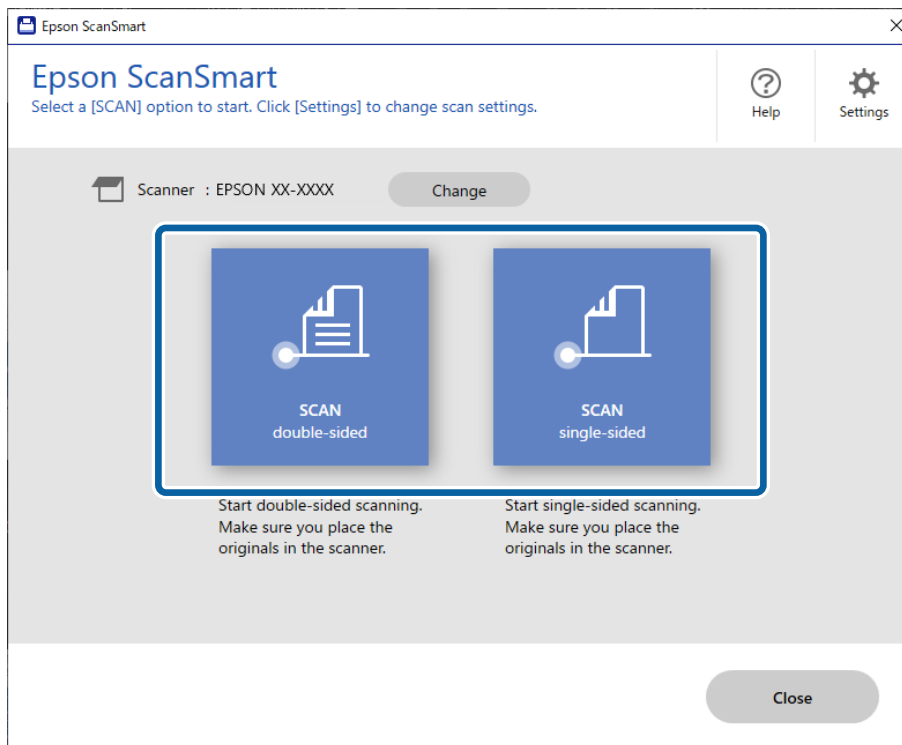 Epson ScanSmart
Epson ScanSmart
Select a [SCAN] option to start. Click [Settings] to change scan settings.
Help
Settings
Scanner : EPSON XX-XXXX
Change
SCAN
double-sided
SCAN
single-sided
Start double-sided scanning.
Make sure you place the
originals in the scanner.
Start single-sided scanning.
Make sure you place the
originals in the scanner.
Close